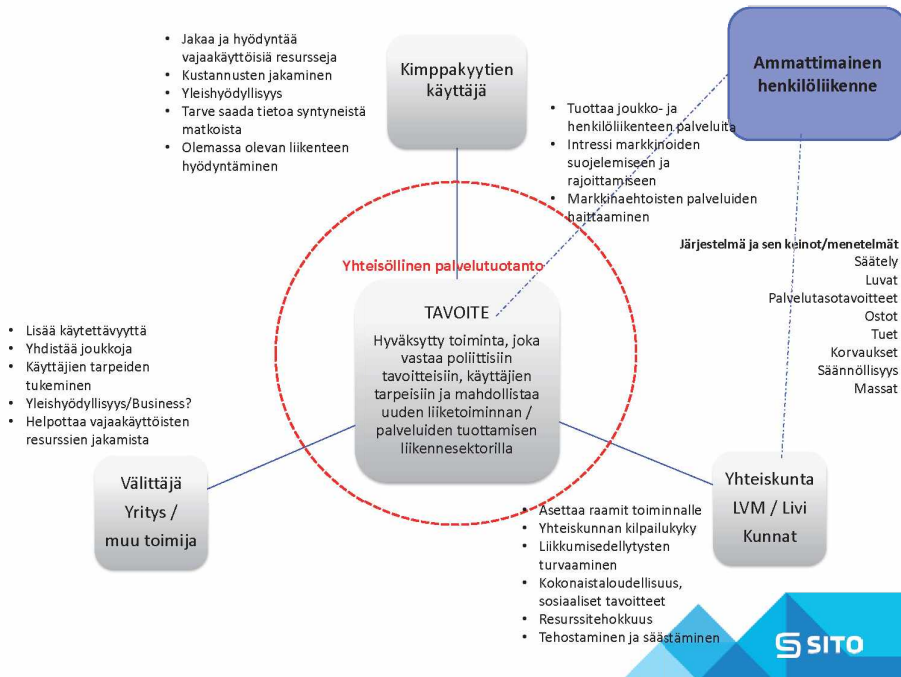 • Jakaa ja hyödyntää
vajaakäyttöisiä resursseja
• Kustannusten jakaminen
• Yleishyödyllisyys
• Tarve saada tietoa syntyneistä
matkoista
• Olemassa olevan liikenteen
hyödyntäminen
Kimppakyytien
käyttäjä
Ammattimainen
henkilöliikenne
• Tuottaa joukko- ja
henkilöliikenteen palveluita
• Intressi markkinoiden
suojelemiseen ja
rajoittamiseen
• Markkinaehtoisten palveluiden
haittaaminen
Järjestelmä ja sen keinot/menetelmät
Säätely
Luvat
Palvelutasotavoitteet
Ostot
Tuet
Korvaukset
Säännöllisyys
Massat
Yhteisöllinen palvelutuotanto
TAVOITE
Hyväksytty toiminta, joka
vastaa poliittisiin
tavoitteisiin, käyttäjien
tarpeisiin ja mahdollistaa
uuden liiketoiminnan /
palveluiden tuottamisen
liikennesektorilla
• Lisää käytettävyyttä
• Yhdistää joukkoja
• Käyttäjien tarpeiden
tukeminen
• Yleishyödyllisyys/Business?
• Helpottaa vajaakäyttöisten
resurssien jakamista
Välittäjä
Yritys /
muu toimija
Yhteiskunta
LVM / Livi
Kunnat
• Asettaa raamit toiminnalle
• Yhteiskunnan kilpailukyky
• Liikkumisedellytysten
turvaaminen
• Kokonaistaloudellisuus,
sosiaaliset tavoitteet
• Resurssitehokkuus
• Tehostaminen ja säästäminen
SITO